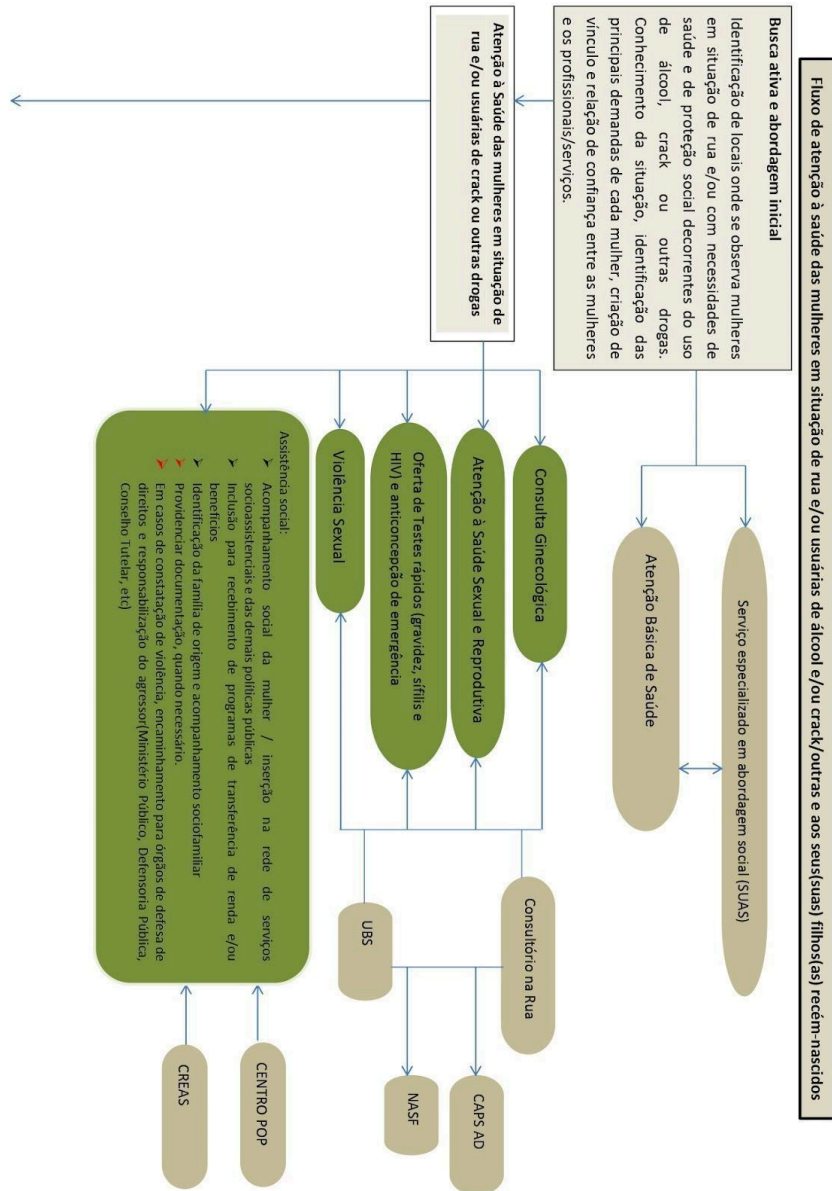 Fluxo de atenção à saúde das mulheres em situação de rua e/ou usuárias de álcool e/ou crack/outras e aos seus(suas) filhos(as) recém-nascidos
Busca ativa e abordagem inicial
Identificação de locais onde se observa mulheres
em situação de rua e/ou com necessidades de
saúde e de proteção social decorrentes do uso
de álcool, crack ou outras drogas.
Conhecimento da situação, identificação das
principais demandas de cada mulher, criação de
vínculo e relação de confiança entre as mulheres
e os profissionais/serviços.
Serviço especializado em abordagem social (SUAS)
Atenção Básica de Saúde
Atenção à Saúde das mulheres em situação de
rua e/ou usuárias de crack ou outras drogas
Consulta Ginecológica
Atenção à Saúde Sexual e Reprodutiva
Oferta de Testes rápidos (gravidez, sífilis e
HIV) e anticoncepção de emergência
Violência Sexual
Consultório na Rua
UBS
CAPS AD
NASF
Assistência social:
Acompanhamento social da mulher / inserção na rede de serviços
socioassistenciais e das demais políticas públicas
Inclusão para recebimento de programas de transferência de renda e/ou
benefícios
Identificação da família de origem e acompanhamento sociofamiliar
Providenciar documentação, quando necessário.
Em casos de constatação de violência, encaminhamento para órgãos de defesa de
direitos e responsabilização do agressor(Ministério Público, Defensoria Pública,
Conselho Tutelar, etc)
CENTRO POP
CREAS